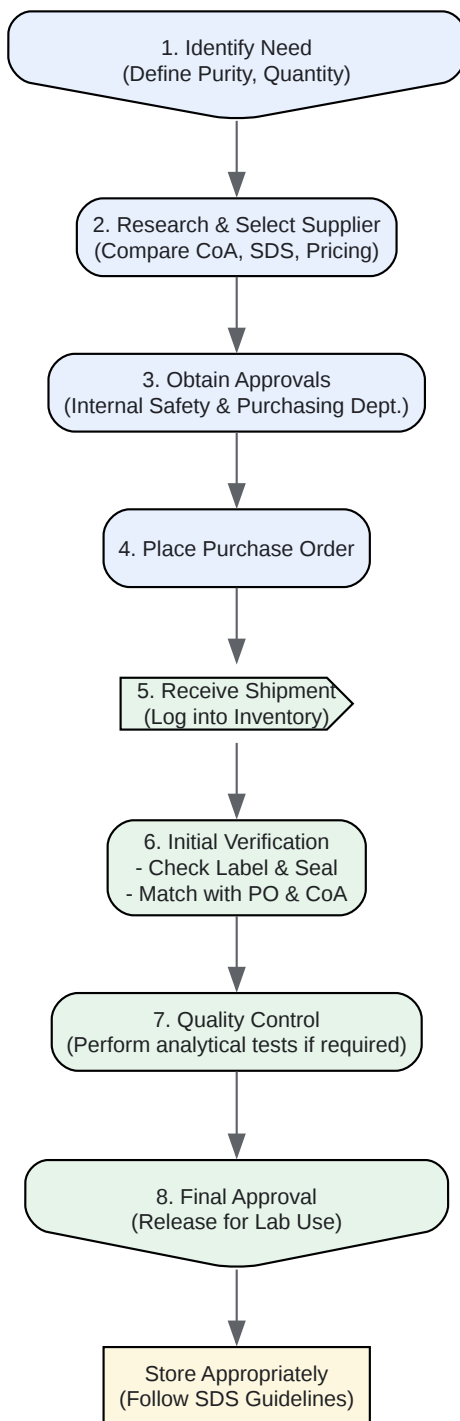 1. Identify Need
(Define Purity, Quantity)
2. Research & Select Supplier
(Compare CoA, SDS, Pricing)
3. Obtain Approvals
(Internal Safety & Purchasing Dept.)
4. Place Purchase Order
5. Receive Shipment
(Log into Inventory)
6. Initial Verification
- Check Label & Seal
- Match with PO & CoA
7. Quality Control
(Perform analytical tests if required)
8. Final Approval
(Release for Lab Use)
Store Appropriately
(Follow SDS Guidelines)